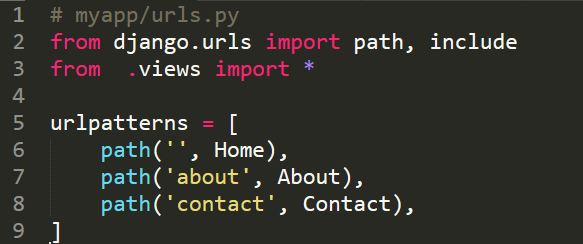 1 # myapp/urls.py
2 from django.urls import path, include
3 from  .views import *
4
5 urlpatterns = [
6     path('', Home),
7     path('about', About),
8     path('contact', Contact),
9 ]